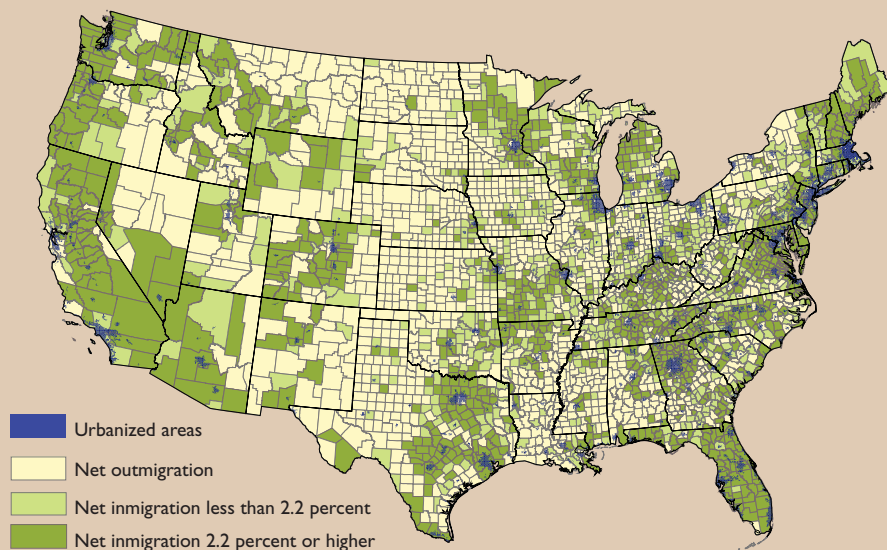 Urbanized areas
Net outmigration
Net inmigration less than 2.2 percent
Net inmigration 2.2 percent or higher